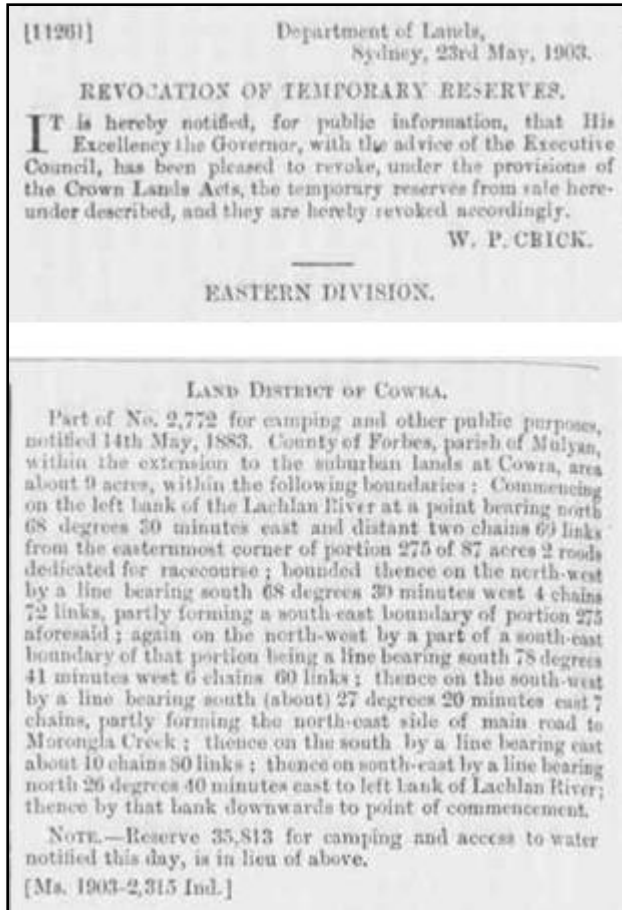 [11261]
Department of Lands,
Sydney, 23rd May, 1903.
REVOCATION OF TEMPORARY RESERVES.
IT is hereby notified, for public information, that His
Excellency the Governor, with the advice of the Executive
Council, has been pleased to revoke, under the provisions of
the Crown Lands Acts, the temporary reserves from sale here-
under described, and they are hereby revoked accordingly.
W. P. CRICK.
EASTERN DIVISION.
LAND DISTRICT OF COWRA.
Part of No. 2,772 for camping and other public purposes,
notified 14th May, 1883. County of Forbes, parish of Mulyan,
within the extension to the suburban lands at Cowra, area
about 9 acres, within the following boundaries: Commencing
on the left bank of the Lachlan River at a point bearing north
68 degrees 30 minutes east and distant two chains 60 links
from the easternmost corner of portion 275 of 87 acres 2 roods
dedicated for racecourse; bounded thence on the north-west
by a line bearing south 68 degrees 30 minutes west 4 chains
72 links, partly forming a south-east boundary of portion 275
aforesaid; again on the north-west by a part of a south-east
boundary of that portion being a line bearing south 78 degrees
41 minutes west 6 chains 60 links; thence on the south-west
by a line bearing south (about) 27 degrees 20 minutes east 7
chains, partly forming the north-east side of main road to
Morongla Creek; thence on the south by a line bearing east
about 10 chains 80 links; thence on south-east by a line bearing
north 26 degrees 40 minutes east to left bank of Lachlan River;
thence by that bank downwards to point of commencement.
NOTE.—Reserve 35,813 for camping and access to water
notified this day, is in lieu of above.
[Ms. 1903-2,315 Ind.]